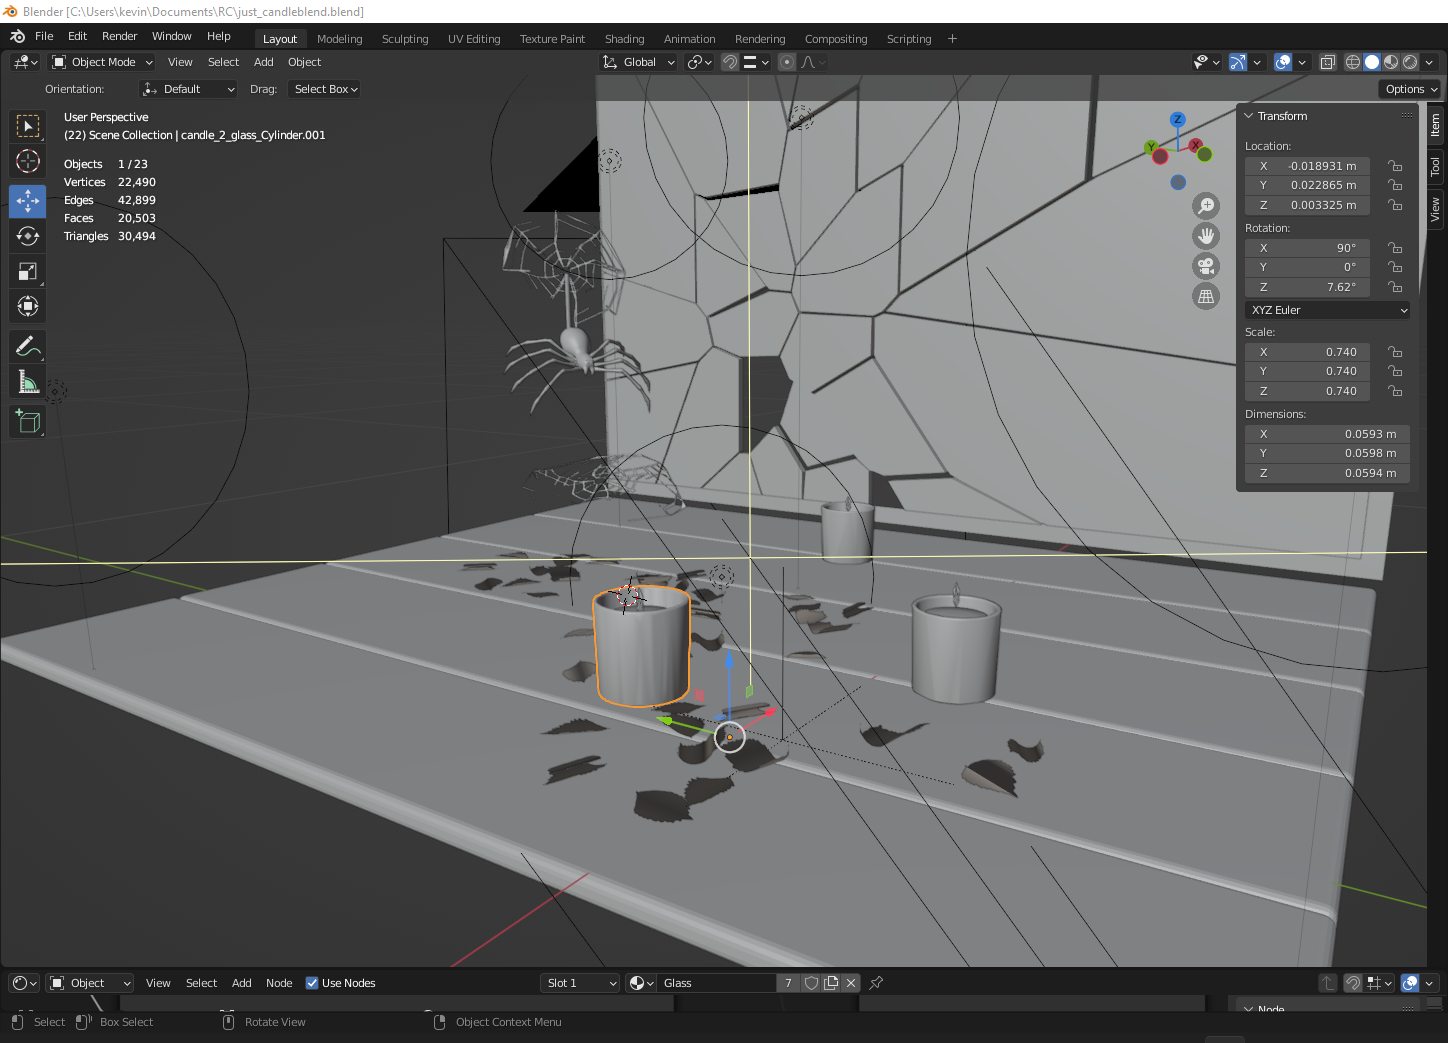 Blender [C:\Users\kevin\Documents\RC\just_candleblend.blend]
File Edit Render Window Help Layout Modeling Sculpting UV Editing Texture Paint Shading Animation Rendering Compositing Scripting +
Object Mode View Select Add Object Global
Orientation: Default Drag: Select Box Options
User Perspective
(22) Scene Collection | candle_2_glass_Cylinder.001
Objects 1 / 23
Vertices 22,490
Edges 42,899
Faces 20,503
Triangles 30,494
Z
Y
X
Transform
Location:
X -0.018931 m
Y 0.022865 m
Z 0.003325 m
Rotation:
X 90°
Y 0°
Z 7.62°
XYZ Euler
Scale:
X 0.740
Y 0.740
Z 0.740
Dimensions:
X 0.0593 m
Y 0.0598 m
Z 0.0594 m
Item
Tool
View
Object View Select Add Node Use Nodes Slot 1 Glass 7
Node
Select Box Select Rotate View Object Context Menu